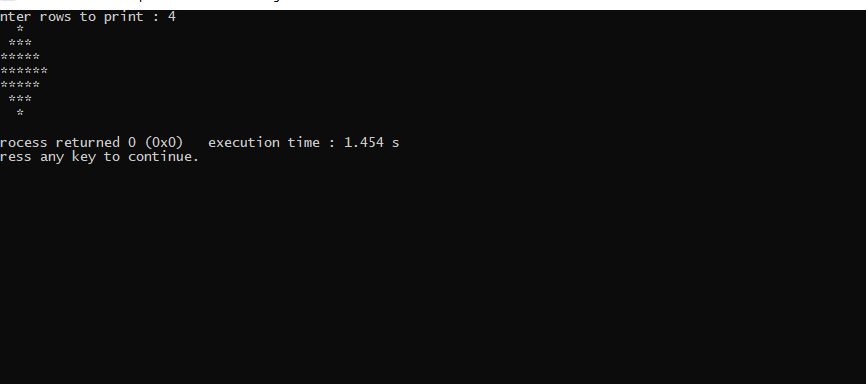 nter rows to print : 4
  *
 ***
*****
******
*****
 ***
  *
rocess returned 0 (0x0)   execution time : 1.454 s
ress any key to continue.